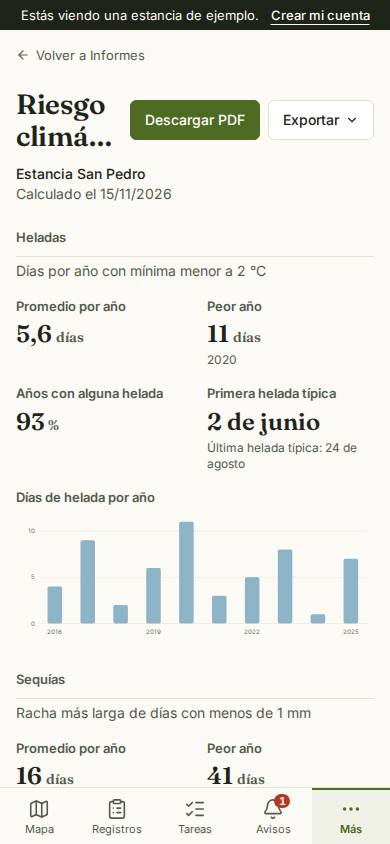 Estás viendo una estancia de ejemplo. Crear mi cuenta
← Volver a Informes
Riesgo
climá...
Descargar PDF
Exportar
Estancia San Pedro
Calculado el 15/11/2026
Heladas
Días por año con mínima menor a 2 °C
Promedio por año
5,6 días
Peor año
11 días
2020
Años con alguna helada
93 %
Primera helada típica
2 de junio
Última helada típica: 24 de
agosto
Días de helada por año
10
5
0
2016 2019 2022 2025
Sequías
Racha más larga de días con menos de 1 mm
Promedio por año
16 días
Peor año
41 días
Mapa
Registros
Tareas
1
Avisos
Más